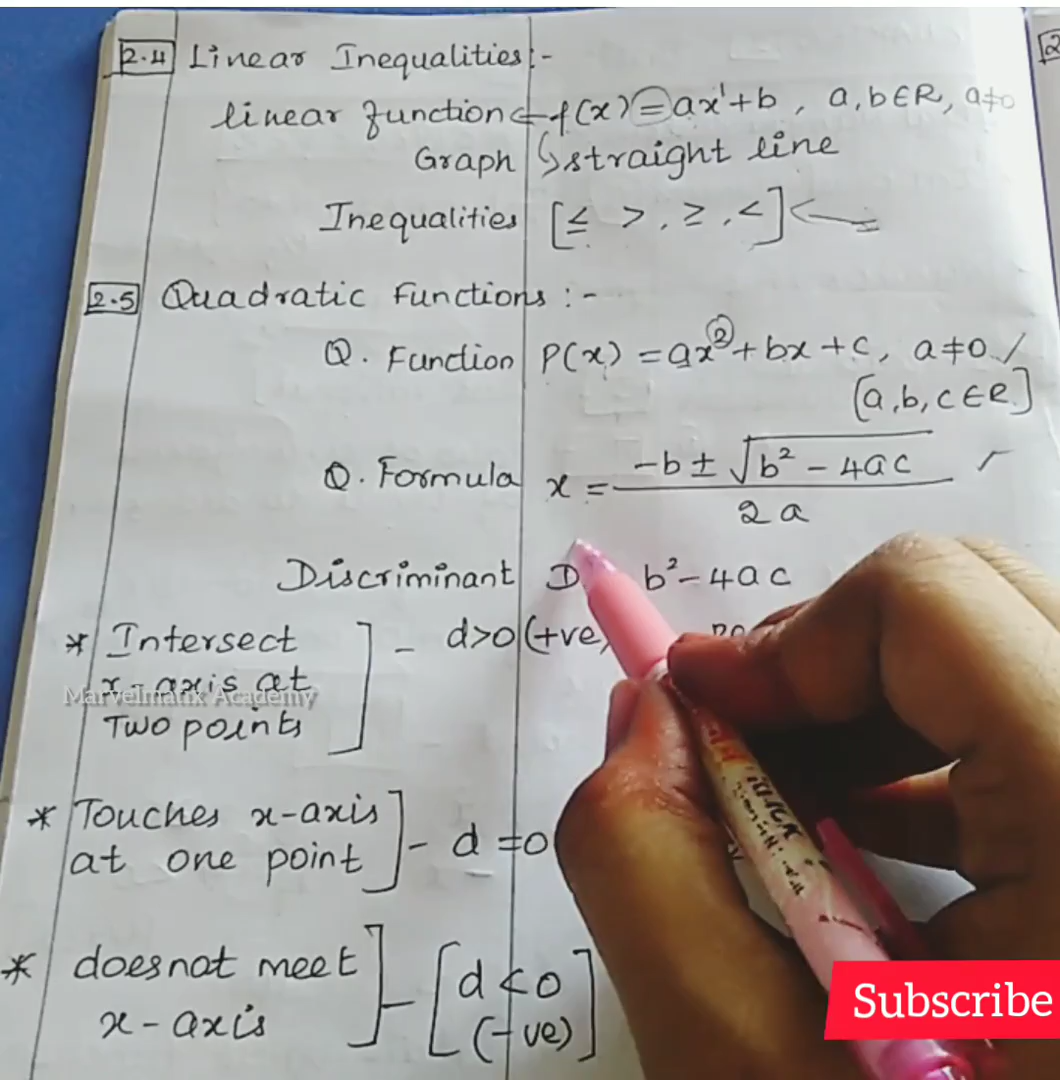 2.4 Linear Inequalities :-
linear function ← f(x) = ax¹+b , a,b∈R, a≠0
Graph ↳ straight line
Inequalities [≤ >, ≥, <]
2.5 Quadratic Functions :-
Q. Function P(x) = ax²+bx+c, a≠0
[a,b,c∈R]
Q. Formula x = -b ± √b² - 4ac / 2a
Discriminant D b²-4ac
* Intersect x-axis at Two points ] - d>0 (+ve)
Marvelmatix Academy
* Touches x-axis at one point ] - d =0
* does not meet x-axis ] - [d<0 (-ve)]
Subscribe